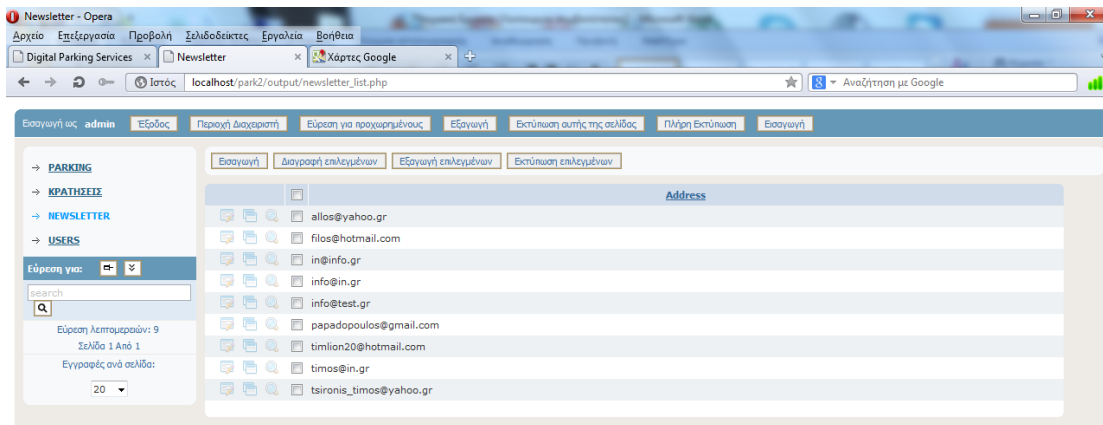 Newsletter - Opera
Αρχείο Επεξεργασία Προβολή Σελιδοδείκτες Εργαλεία Βοήθεια
Digital Parking Services Newsletter Χάρτες Google
Ιστός localhost/park2/output/newsletter_list.php Αναζήτηση με Google
Εισαγωγή ως admin Έξοδος Περιοχή Διαχειριστή Εύρεση για προχωρημένους Εξαγωγή Εκτύπωση αυτής της σελίδας Πλήρη Εκτύπωση Εισαγωγή
Εισαγωγή Διαγραφή επιλεγμένων Εξαγωγή επιλεγμένων Εκτύπωση επιλεγμένων
PARKING
ΚΡΑΤΗΣΕΙΣ
NEWSLETTER
USERS
Εύρεση για:
search
Εύρεση λεπτομερειών: 9
Σελίδα 1 Από 1
Εγγραφές ανά σελίδα:
20
Address
allos@yahoo.gr
filos@hotmail.com
in@info.gr
info@in.gr
info@test.gr
papadopoulos@gmail.com
timlion20@hotmail.com
timos@in.gr
tsironis_timos@yahoo.gr